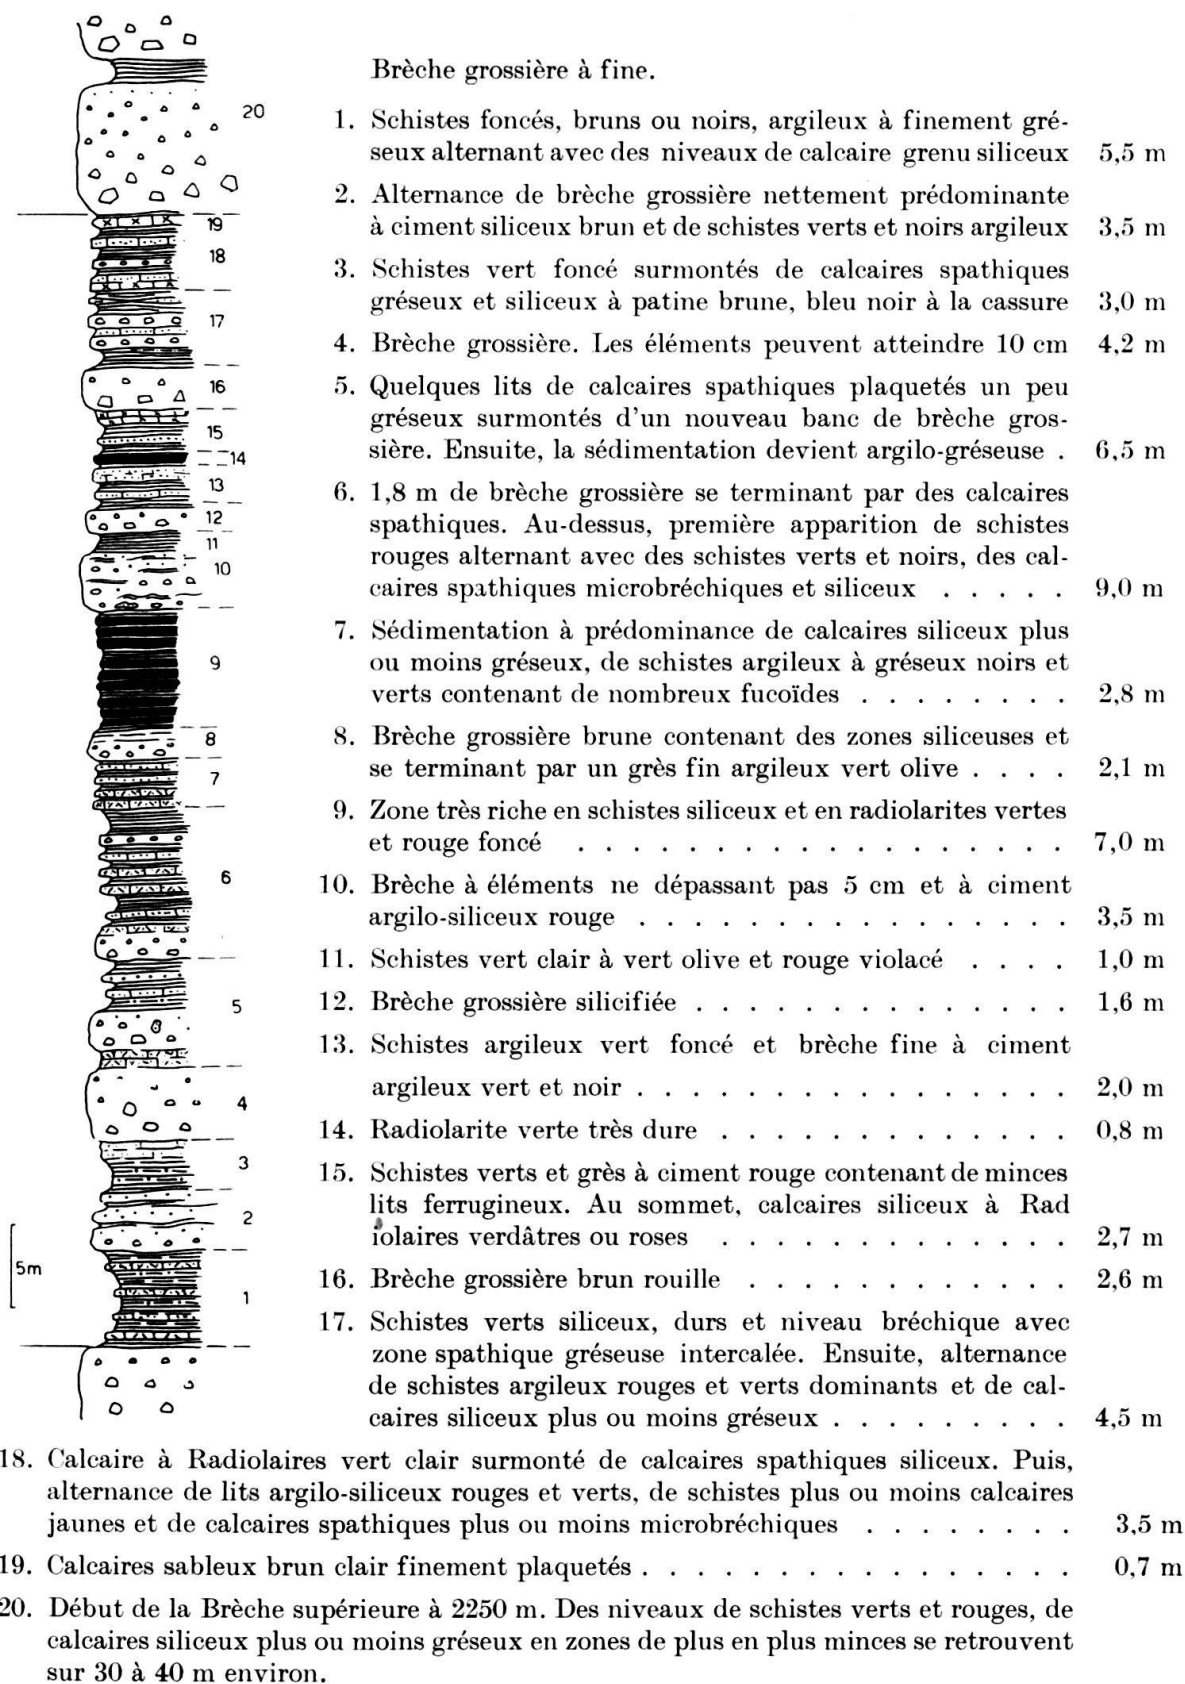 Brèche grossière à fine.
1. Schistes foncés, bruns ou noirs, argileux à finement gré-
seux alternant avec des niveaux de calcaire grenu siliceux 5,5 m
2. Alternance de brèche grossière nettement prédominante
à ciment siliceux brun et de schistes verts et noirs argileux 3,5 m
3. Schistes vert foncé surmontés de calcaires spathiques
gréseux et siliceux à patine brune, bleu noir à la cassure 3,0 m
4. Brèche grossière. Les éléments peuvent atteindre 10 cm 4,2 m
5. Quelques lits de calcaires spathiques plaquetés un peu
gréseux surmontés d'un nouveau banc de brèche gros-
sière. Ensuite, la sédimentation devient argilo-gréseuse . 6,5 m
6. 1,8 m de brèche grossière se terminant par des calcaires
spathiques. Au-dessus, première apparition de schistes
rouges alternant avec des schistes verts et noirs, des cal-
caires spathiques microbréchiques et siliceux . . . . . 9,0 m
7. Sédimentation à prédominance de calcaires siliceux plus
ou moins gréseux, de schistes argileux à gréseux noirs et
verts contenant de nombreux fucoïdes . . . . . . . . 2,8 m
8. Brèche grossière brune contenant des zones siliceuses et
se terminant par un grès fin argileux vert olive . . . . 2,1 m
9. Zone très riche en schistes siliceux et en radiolarites vertes
et rouge foncé . . . . . . . . . . . . . . . . . . 7,0 m
10. Brèche à éléments ne dépassant pas 5 cm et à ciment
argilo-siliceux rouge . . . . . . . . . . . . . . . . 3,5 m
11. Schistes vert clair à vert olive et rouge violacé . . . . 1,0 m
12. Brèche grossière silicifiée . . . . . . . . . . . . . . 1,6 m
13. Schistes argileux vert foncé et brèche fine à ciment
argileux vert et noir . . . . . . . . . . . . . . . . 2,0 m
14. Radiolarite verte très dure . . . . . . . . . . . . . 0,8 m
15. Schistes verts et grès à ciment rouge contenant de minces
lits ferrugineux. Au sommet, calcaires siliceux à Rad
iolaires verdâtres ou roses . . . . . . . . . . . . . 2,7 m
16. Brèche grossière brun rouille . . . . . . . . . . . . 2,6 m
17. Schistes verts siliceux, durs et niveau bréchique avec
zone spathique gréseuse intercalée. Ensuite, alternance
de schistes argileux rouges et verts dominants et de cal-
caires siliceux plus ou moins gréseux . . . . . . . . . 4,5 m
18. Calcaire à Radiolaires vert clair surmonté de calcaires spathiques siliceux. Puis,
alternance de lits argilo-siliceux rouges et verts, de schistes plus ou moins calcaires
jaunes et de calcaires spathiques plus ou moins microbréchiques . . . . . . . . 3,5 m
19. Calcaires sableux brun clair finement plaquetés . . . . . . . . . . . . . . . . 0,7 m
20. Début de la Brèche supérieure à 2250 m. Des niveaux de schistes verts et rouges, de
calcaires siliceux plus ou moins gréseux en zones de plus en plus minces se retrouvent
sur 30 à 40 m environ.
20
19
18
17
16
15
14
13
12
11
10
9
8
7
6
5
4
3
2
5m
1